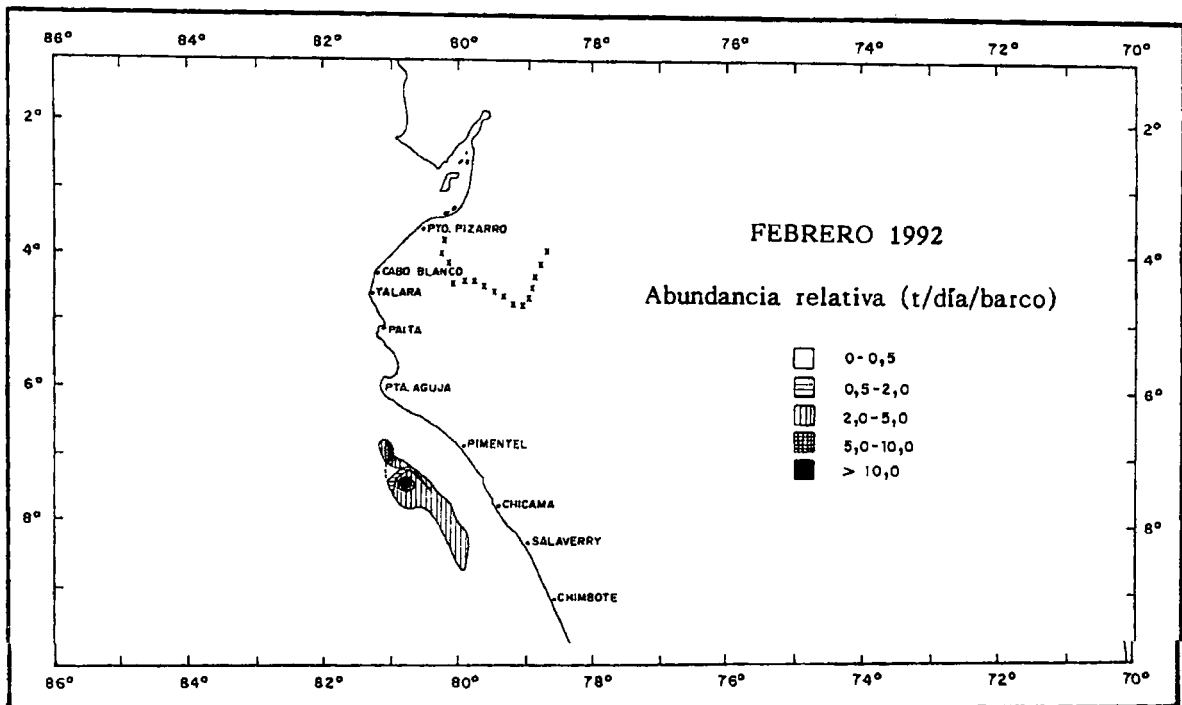 86° 84° 82° 80° 78° 76° 74° 72° 70°
2° 2°
PTO. PIZARRO
FEBRERO 1992
4° 4°
CABO BLANCO
TALARA
Abundancia relativa (t/día/barco)
PAITA
0-0,5
6° PTA. AGUJA 0,5-2,0 6°
2,0-5,0
PIMENTEL 5,0-10,0
> 10,0
CHICAMA
8° 8°
SALAVERRY
CHIMBOTE
86° 84° 82° 80° 78° 76° 74° 72° 70°